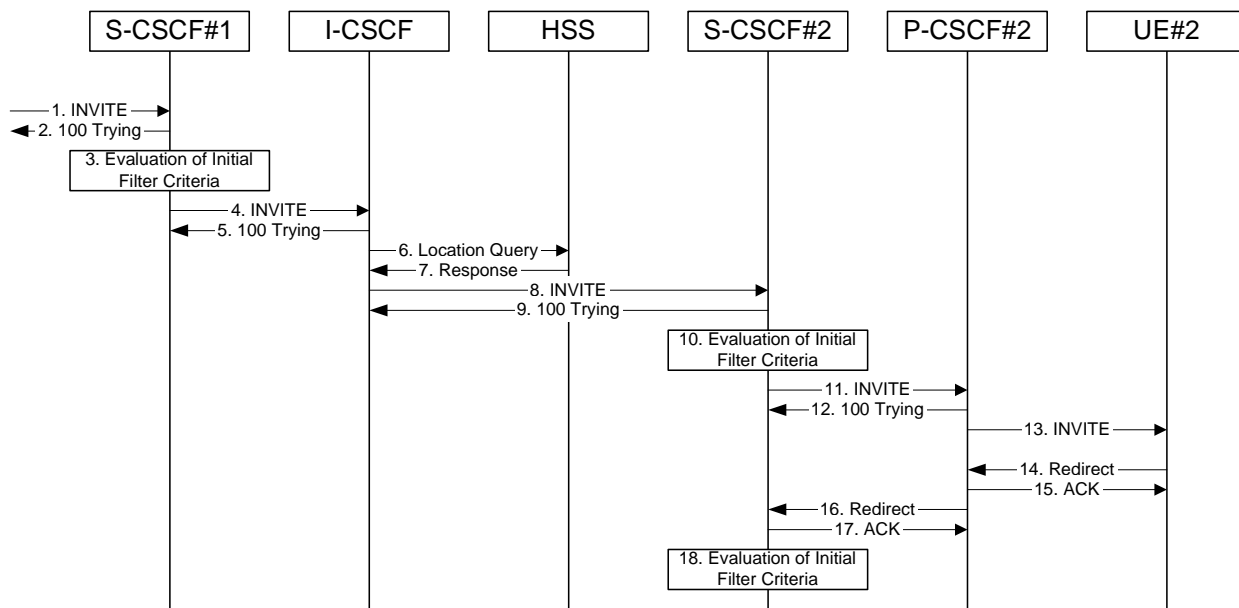 S-CSCF#1
I-CSCF
HSS
S-CSCF#2
P-CSCF#2
UE#2
1. INVITE
2. 100 Trying
3. Evaluation of Initial
Filter Criteria
4. INVITE
5. 100 Trying
6. Location Query
7. Response
8. INVITE
9. 100 Trying
10. Evaluation of Initial
Filter Criteria
11. INVITE
12. 100 Trying
13. INVITE
14. Redirect
15. ACK
16. Redirect
17. ACK
18. Evaluation of Initial
Filter Criteria